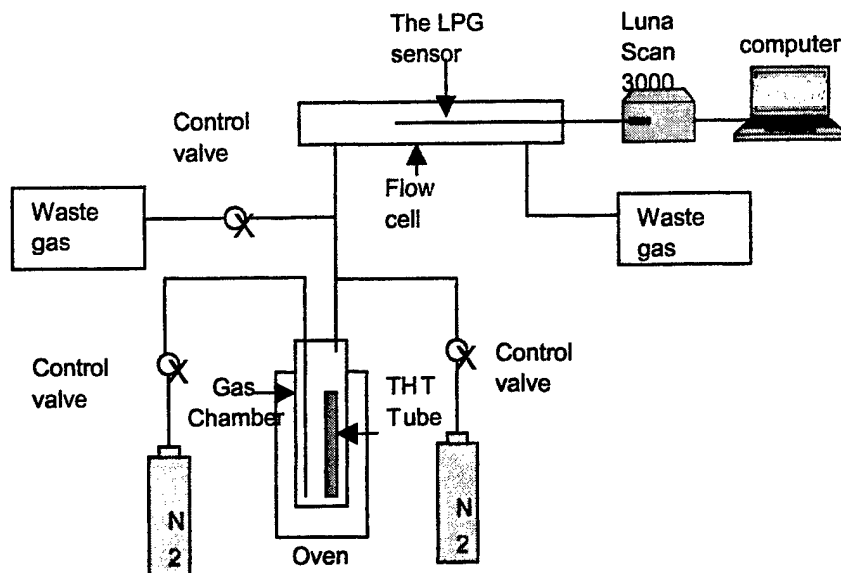 The LPG
sensor
Luna
Scan
3000
computer
Control
valve
Flow
cell
Waste
gas
Waste
gas
Control
valve
Gas
Chamber
THT
Tube
Control
valve
N
2
N
2
Oven